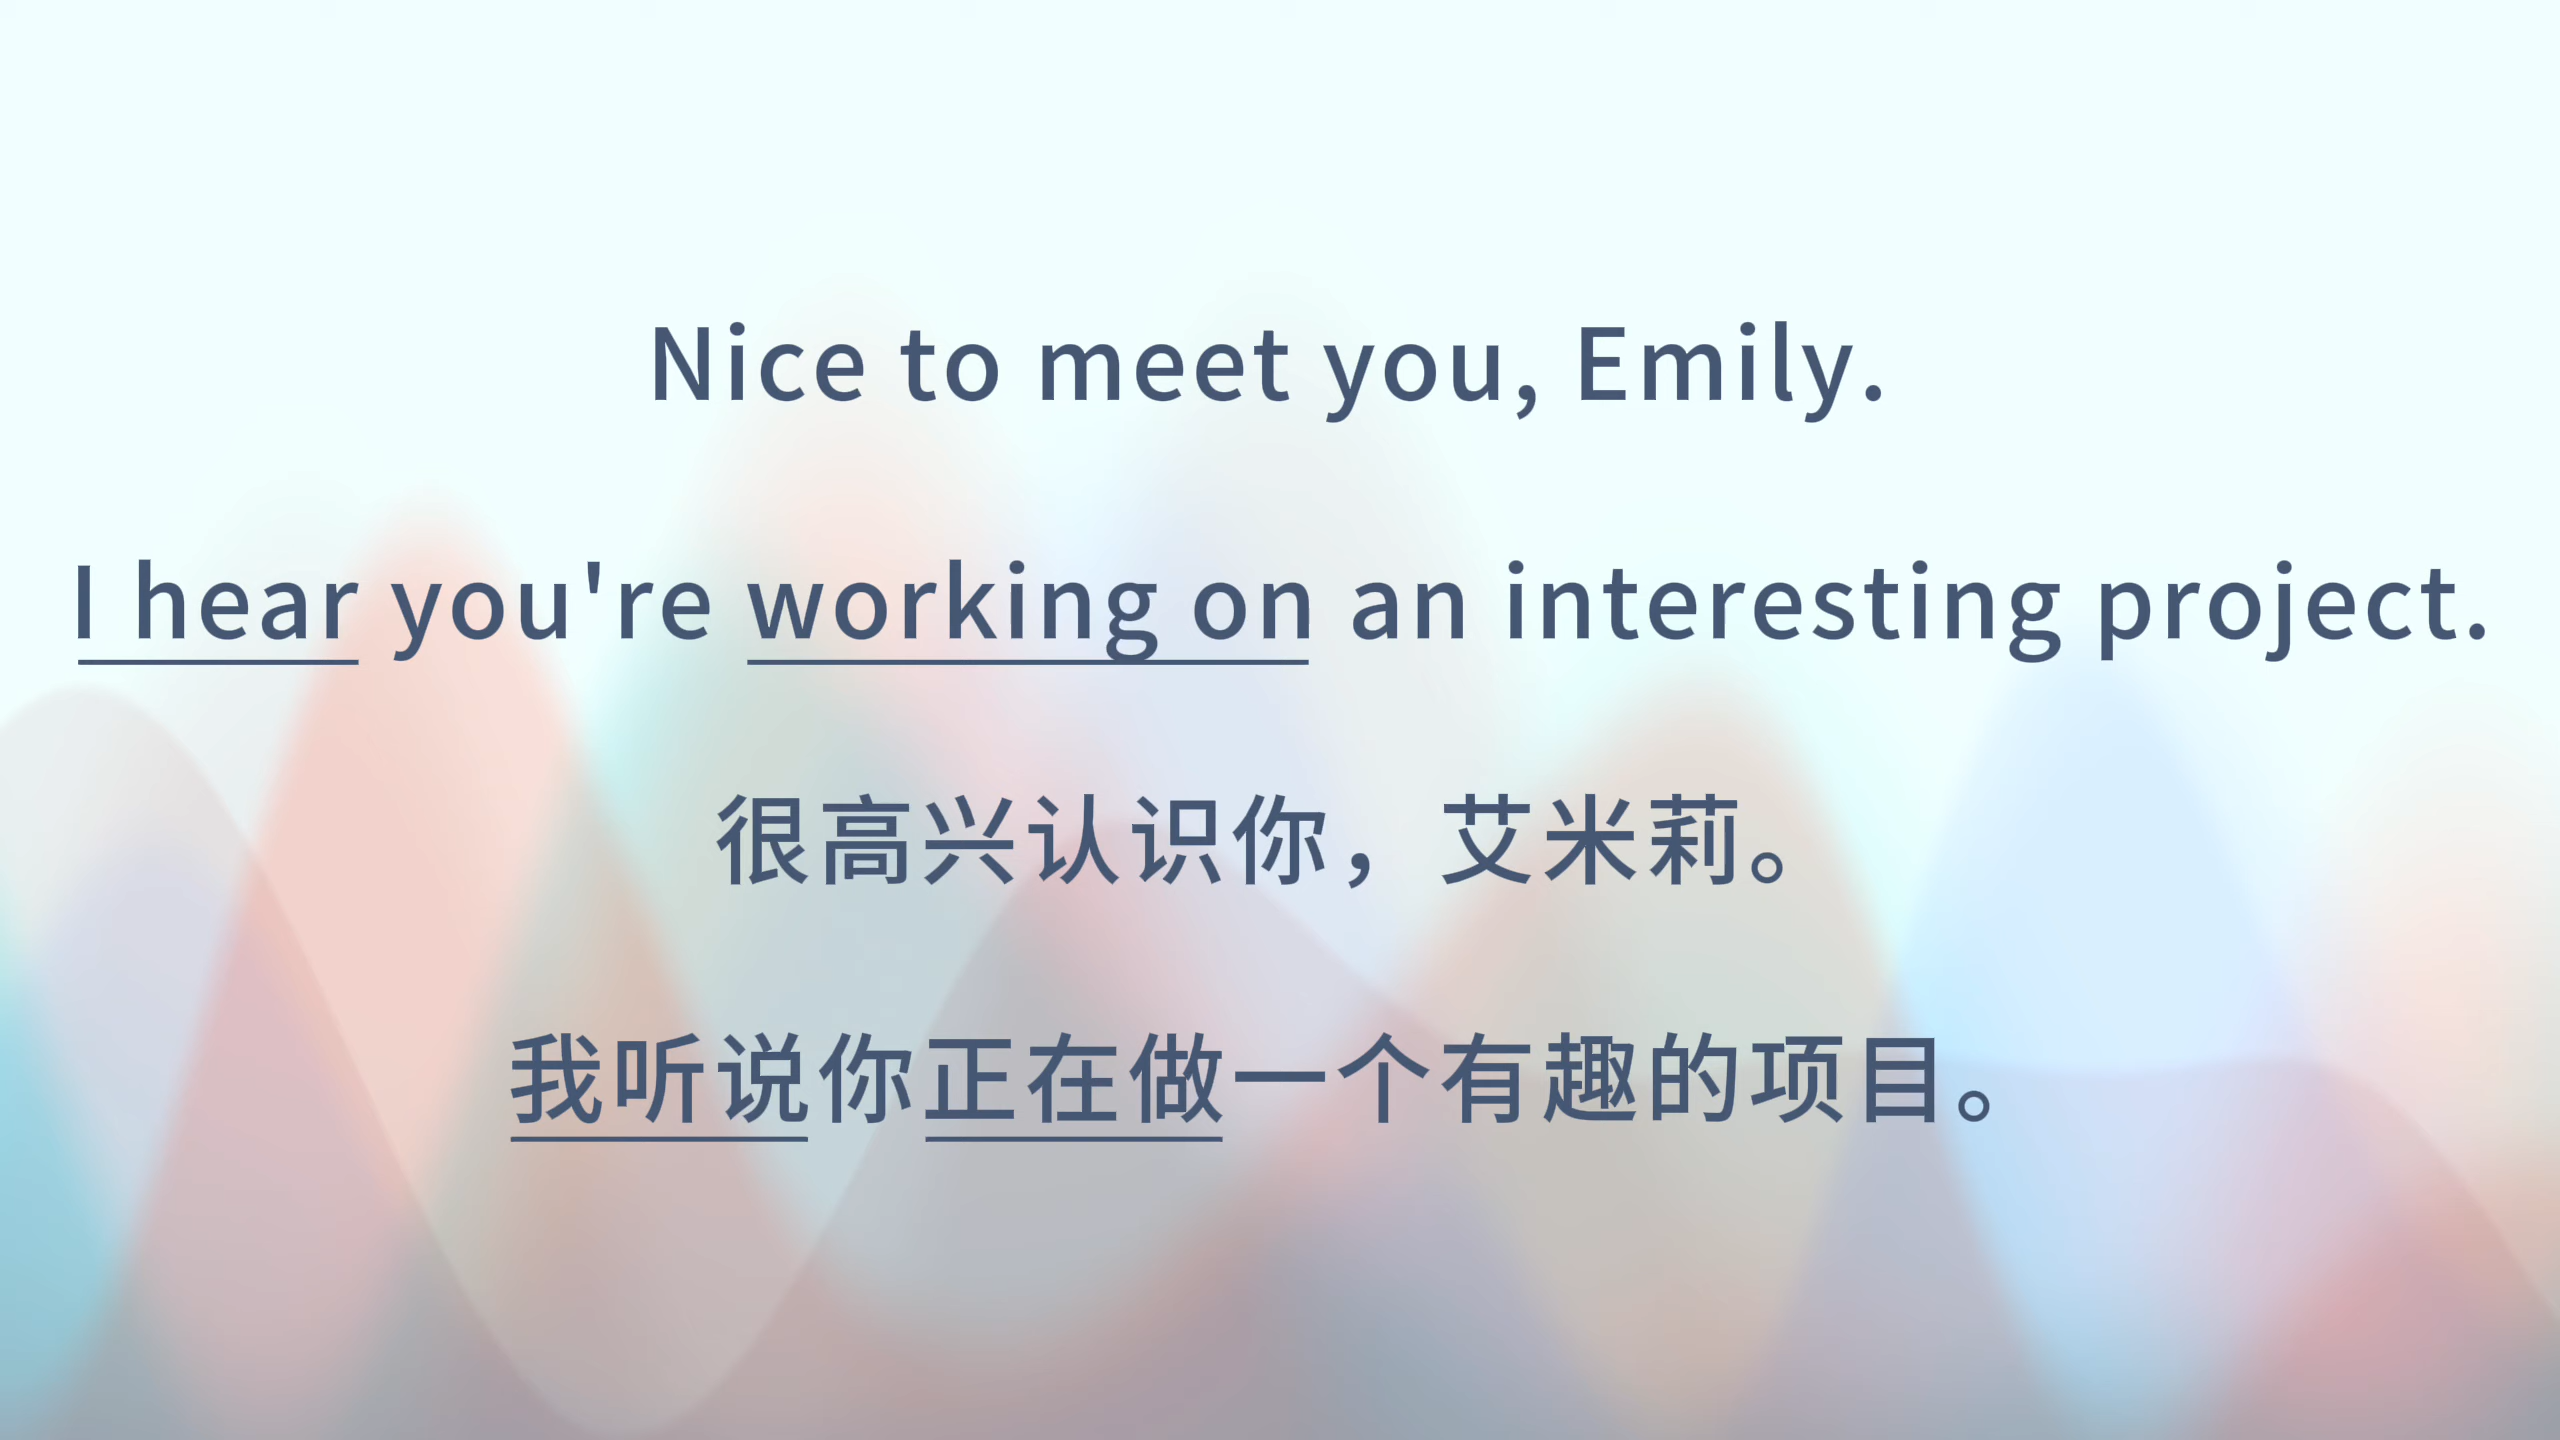 Nice to meet you, Emily.
I hear you're working on an interesting project.
很高兴认识你，艾米莉。
我听说你正在做一个有趣的项目。